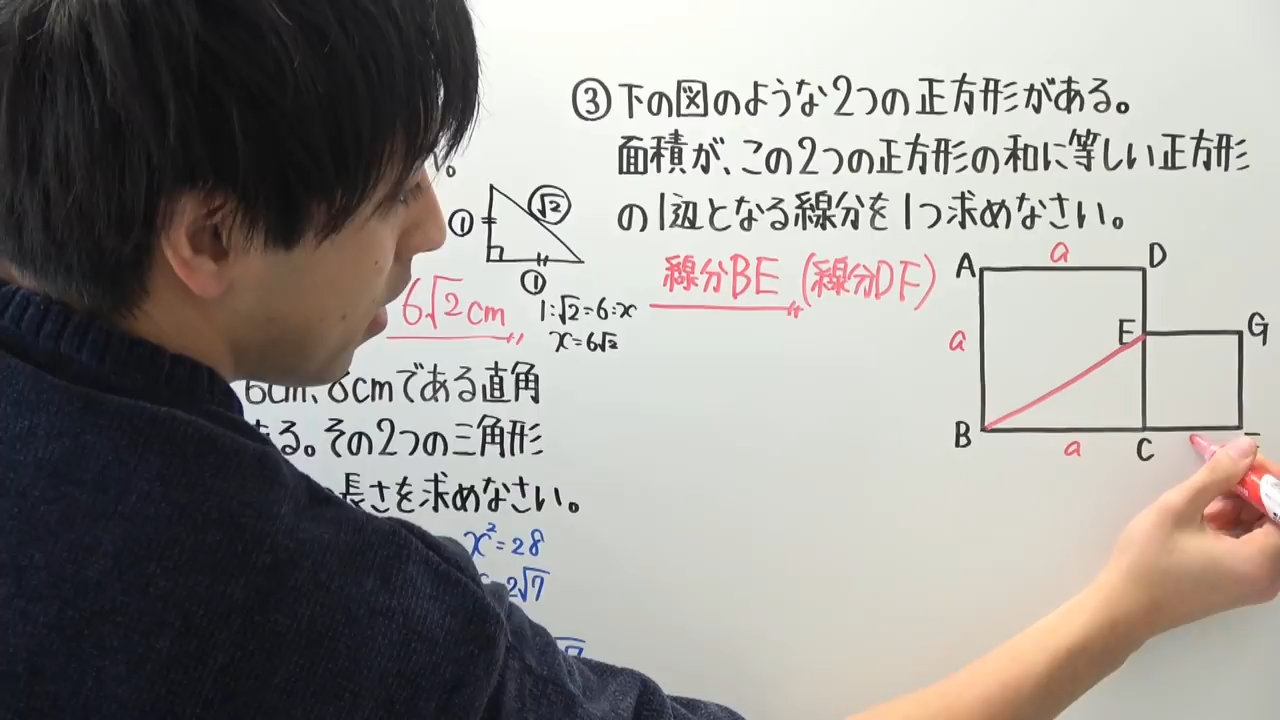 ③下の図のような2つの正方形がある。
面積が、この2つの正方形の和に等しい正方形
の1辺となる線分を1つ求めなさい。
線分BE (線分DF)
A a D
a E G
B a C
① √2
①
6√2cm
1:√2=6:x
x=6√2
6cm、8cmである直角
る。その2つの三角形
長さを求めなさい。
x²=28
2√7